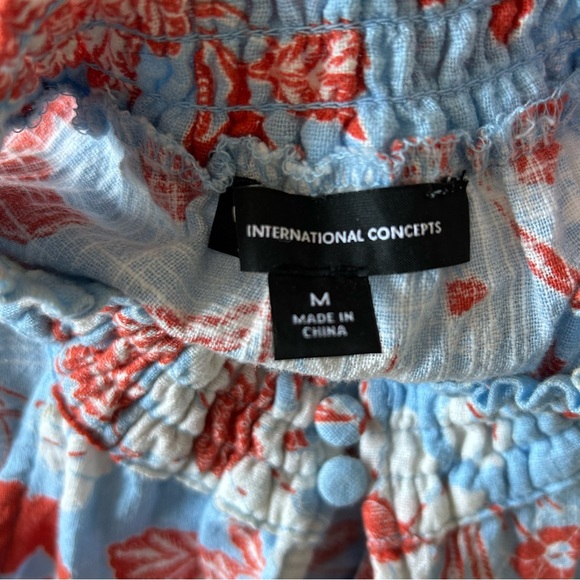 INTERNATIONAL CONCEPTS
M
MADE IN
CHINA